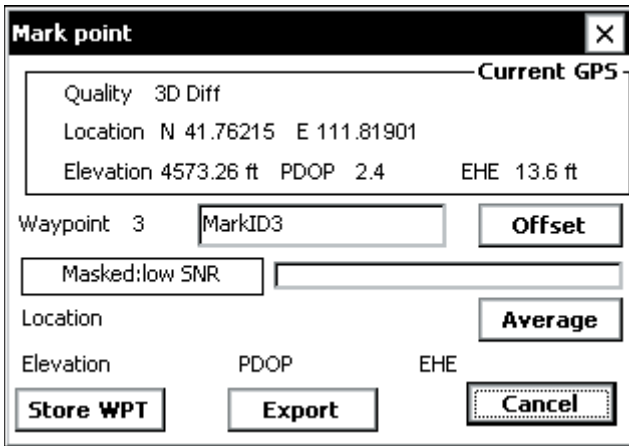 Mark point
Current GPS
Quality 3D Diff
Location N 41.76215 E 111.81901
Elevation 4573.26 ft PDOP 2.4 EHE 13.6 ft
Waypoint 3 MarkID3 Offset
Masked:low SNR
Location Average
Elevation PDOP EHE
Store WPT Export Cancel